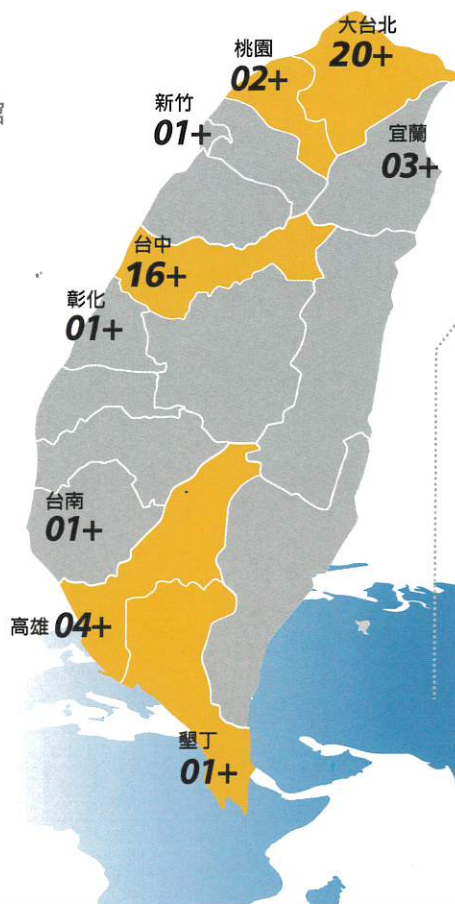 大台北
20+
桃園
02+
新竹
01+
宜蘭
03+
台中
16+
彰化
01+
台南
01+
高雄 04+
墾丁
01+